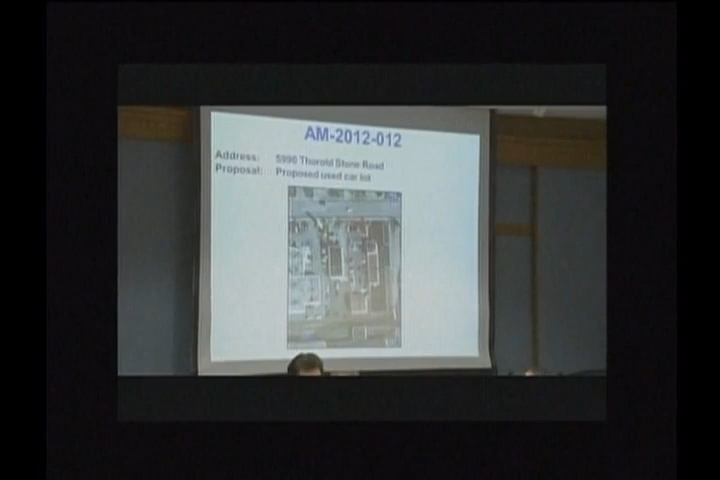 AM-2012-012
Address: 5990 Thorold Stone Road
Proposal: Proposed used car lot